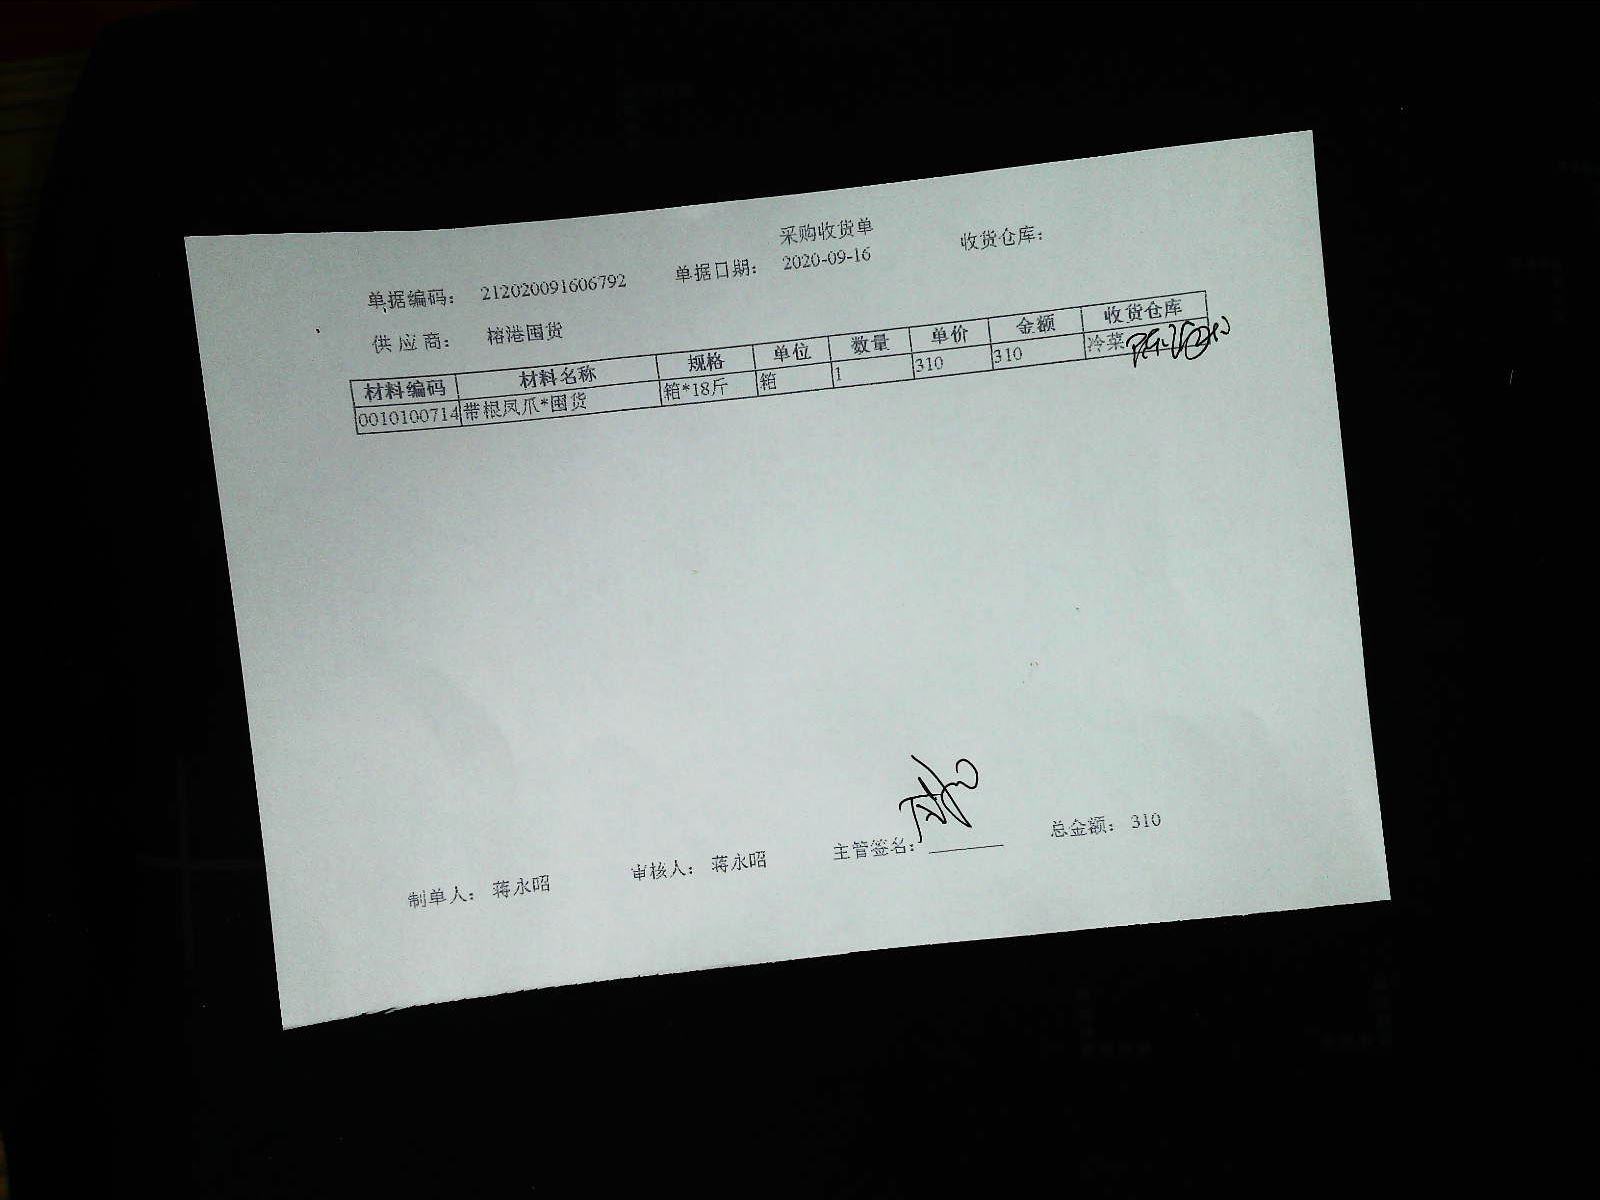 采购收货单
单据编码： 212020091606792 单据日期： 2020-09-16 收货仓库：
供应商： 榕港囤货
材料编码 材料名称 规格 单位 数量 单价 金额 收货仓库
0010100714 带根凤爪*囤货 箱*18斤 箱 1 310 310 冷菜
制单人： 蒋永昭 审核人： 蒋永昭 主管签名： 总金额： 310